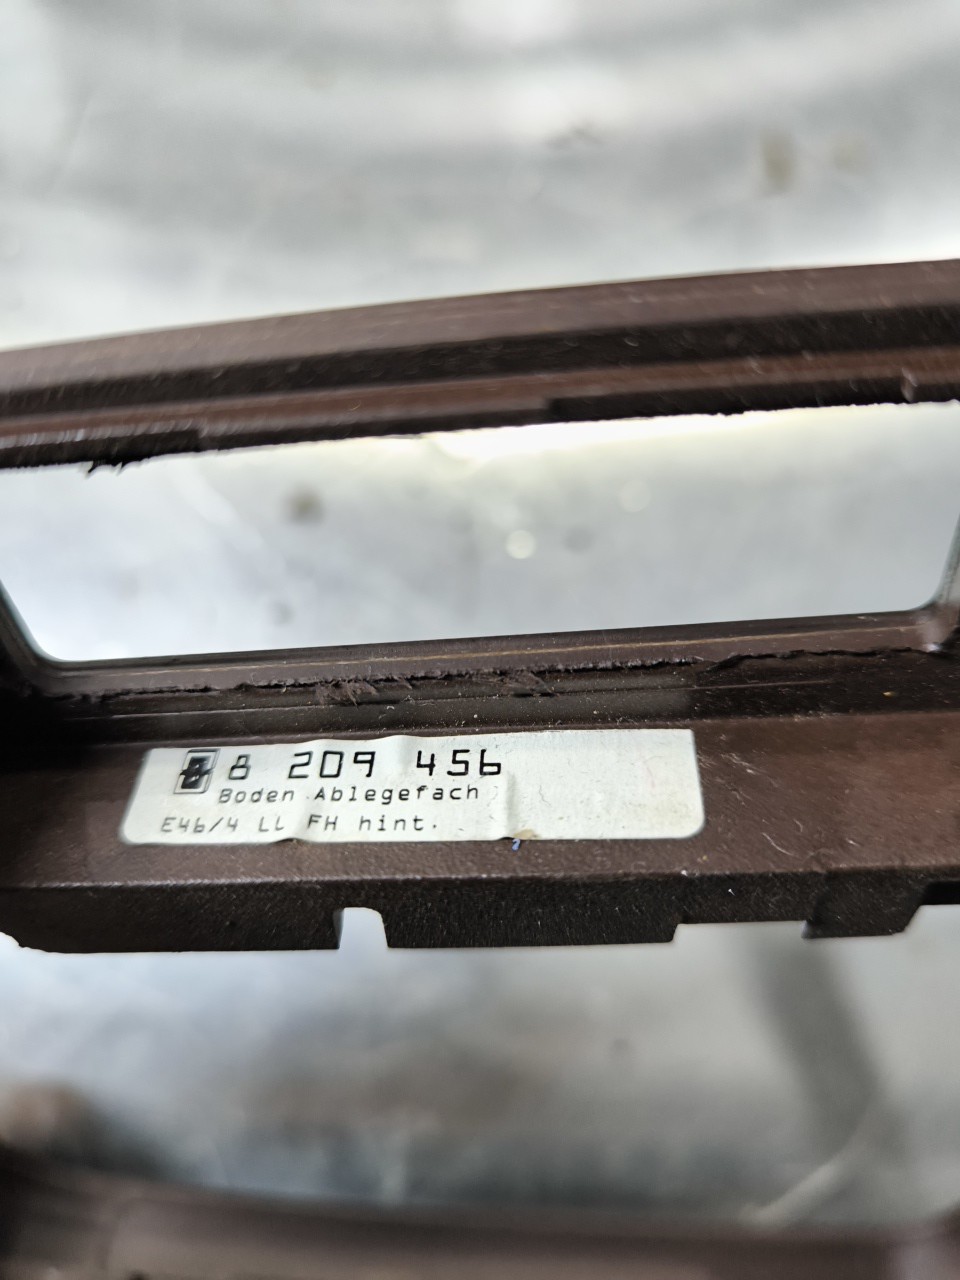 8 209 456
Boden Ablegefach
E46/4 LL FH hint.